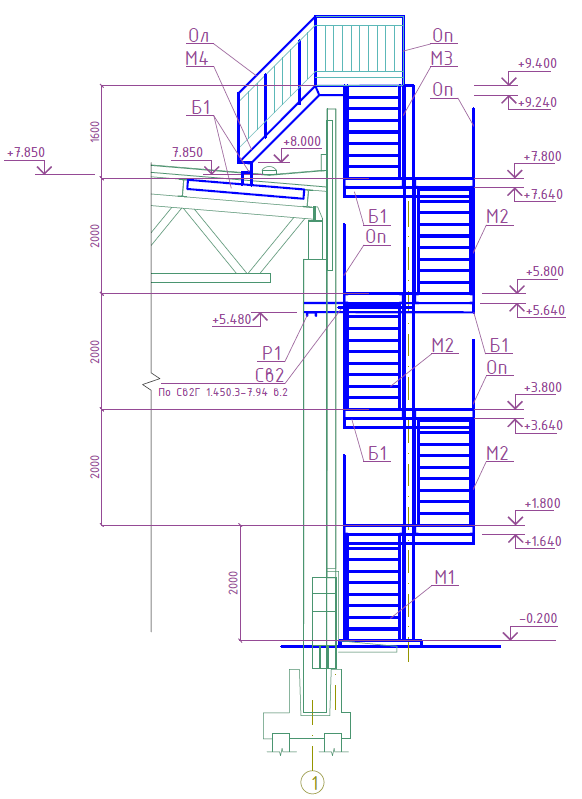 Ол
Оп
М4
М3
+9.400
Оп
Б1
+9.240
1600
+8.000
+7.850
7.850
+7.800
+7.640
Б1
М2
Оп
2000
+5.800
+5.640
+5.480
Р1
М2
Б1
Св2
Оп
По Св2Г 1.450.3-7.94 в.2
2000
+3.800
+3.640
Б1
М2
2000
+1.800
+1.640
2000
М1
-0.200
1